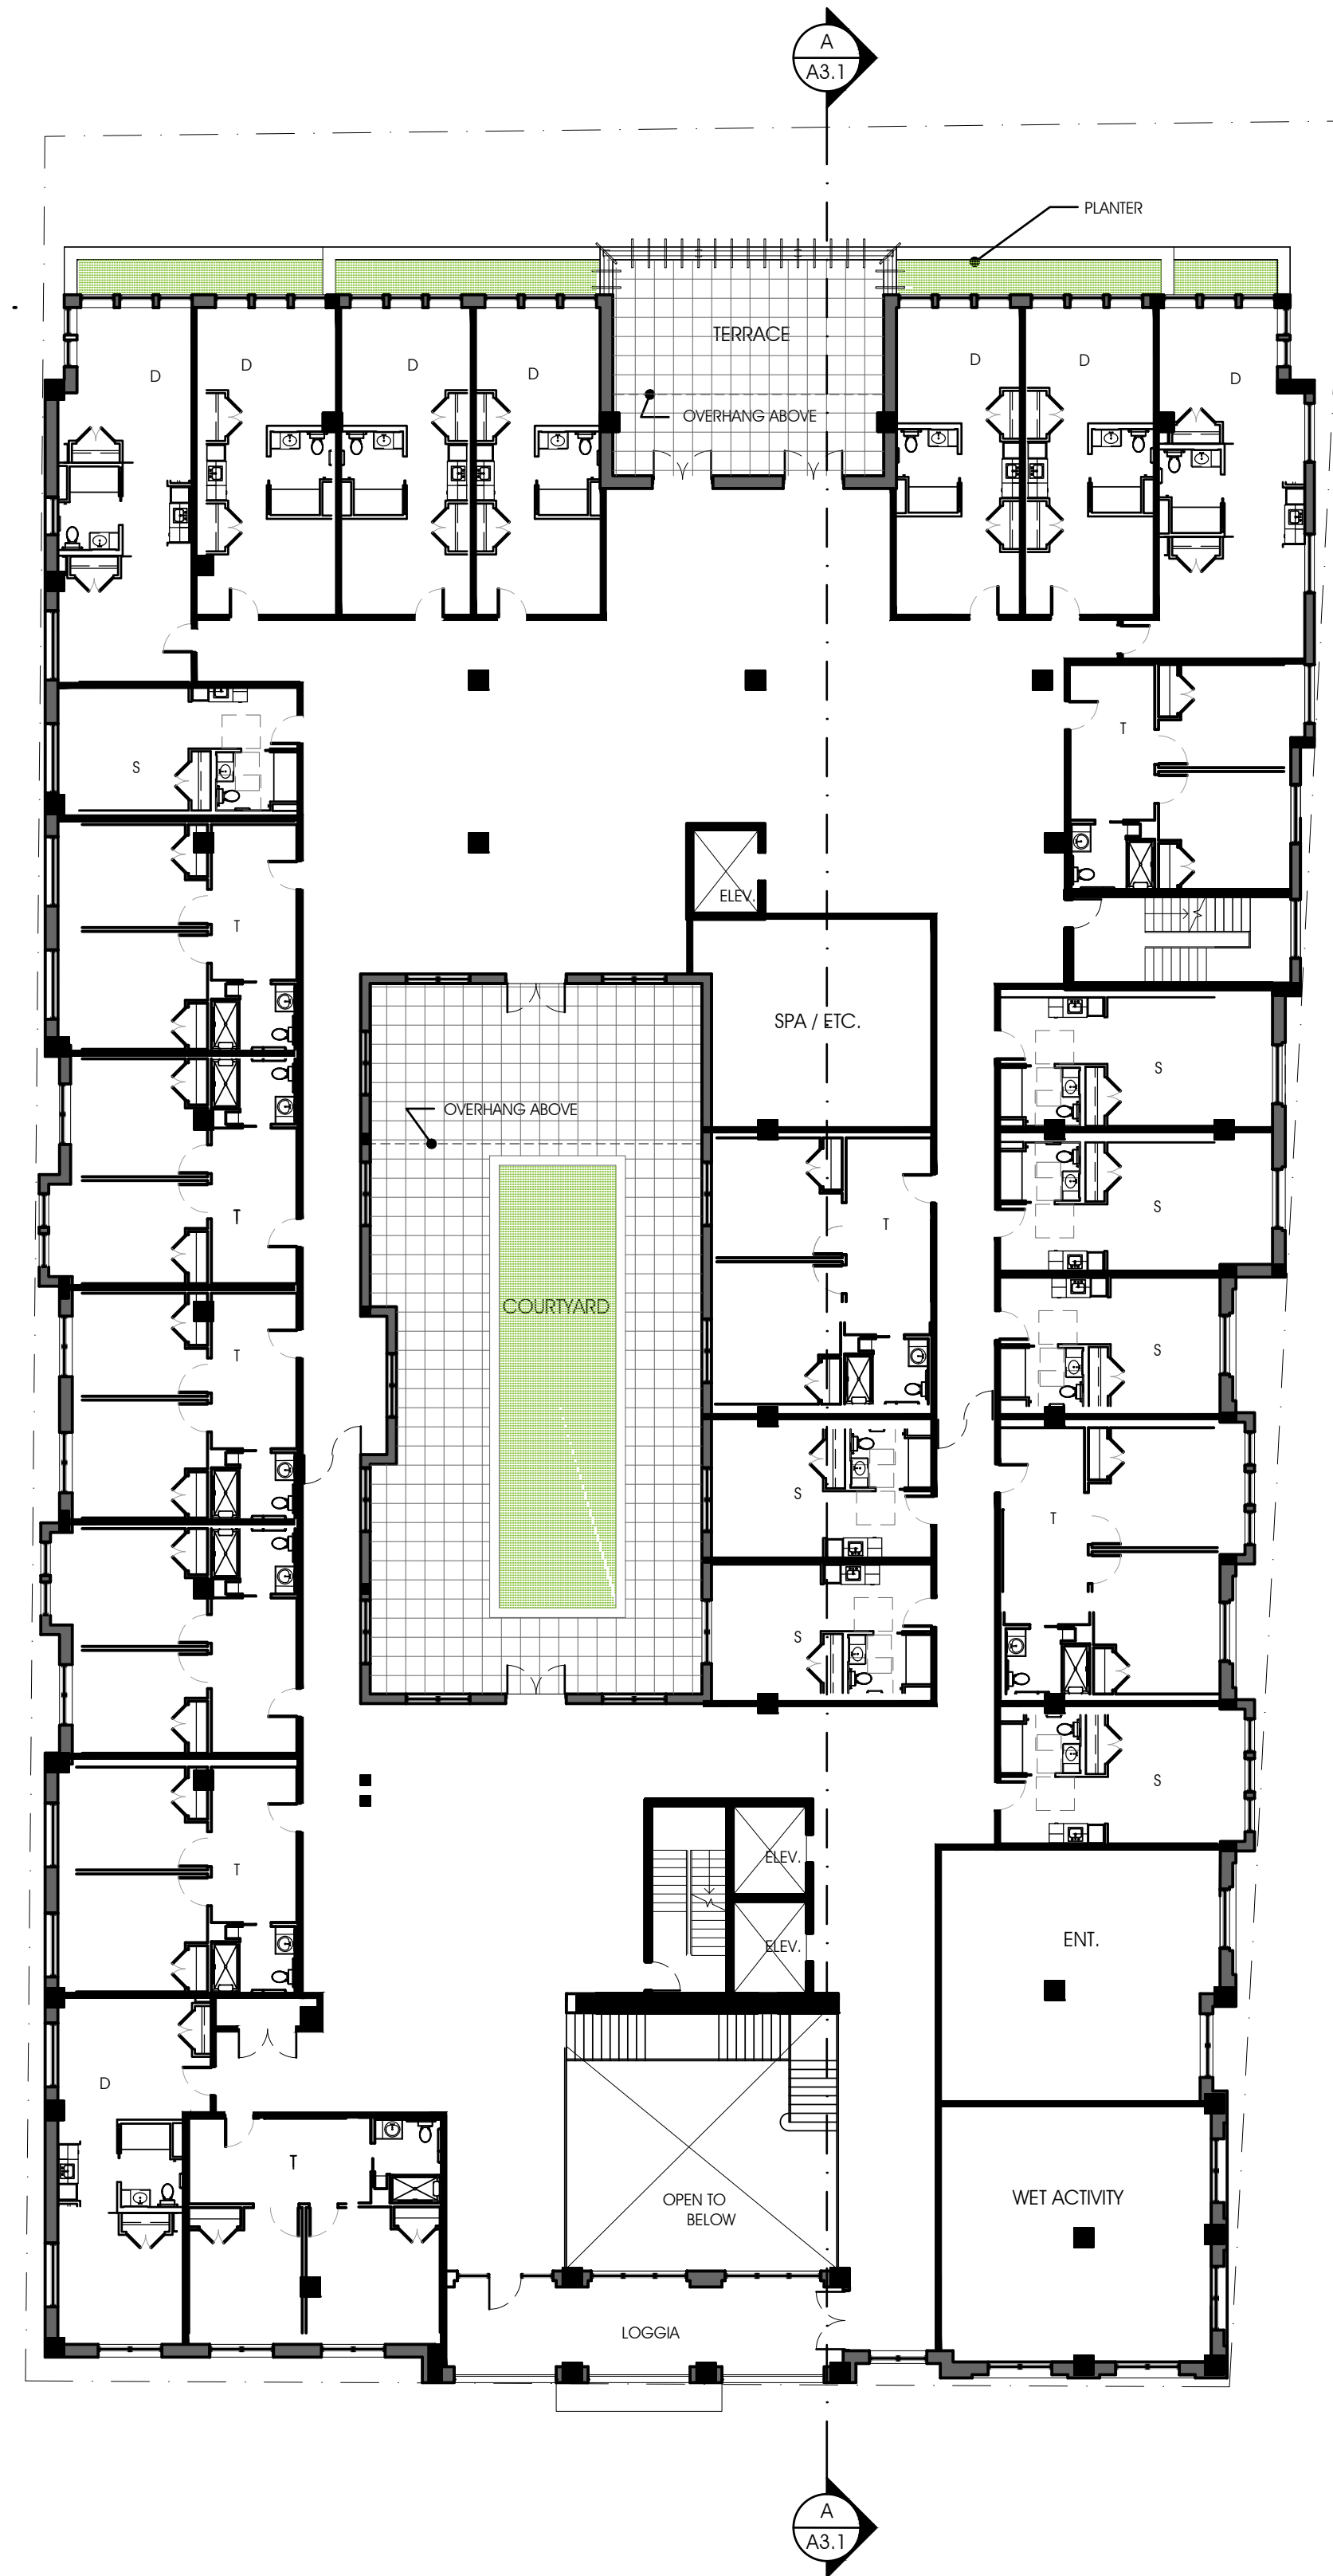 A
A3.1
PLANTER
TERRACE
D
D
D
D
D
D
D
OVERHANG ABOVE
T
S
ELEV.
T
SPA / ETC.
S
OVERHANG ABOVE
S
T
T
COURTYARD
S
T
S
T
S
S
T
ELEV.
ENT.
ELEV.
D
T
WET ACTIVITY
OPEN TO
BELOW
LOGGIA
A
A3.1